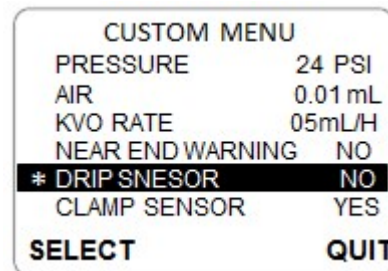 CUSTOM MENU
PRESSURE 24 PSI
AIR 0.01 mL
KVO RATE 05mL/H
NEAR END WARNING NO
* DRIP SNESOR NO
CLAMP SENSOR YES
SELECT QUIT